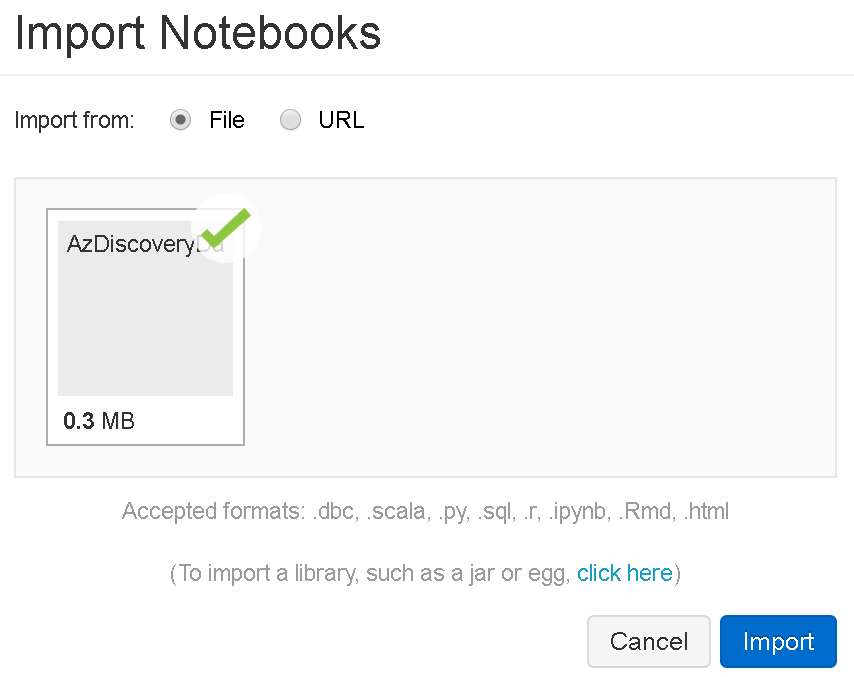 Import Notebooks
Import from: File URL
AzDiscoveryDa
0.3 MB
Accepted formats: .dbc, .scala, .py, .sql, .r, .ipynb, .Rmd, .html
(To import a library, such as a jar or egg, click here)
Cancel Import